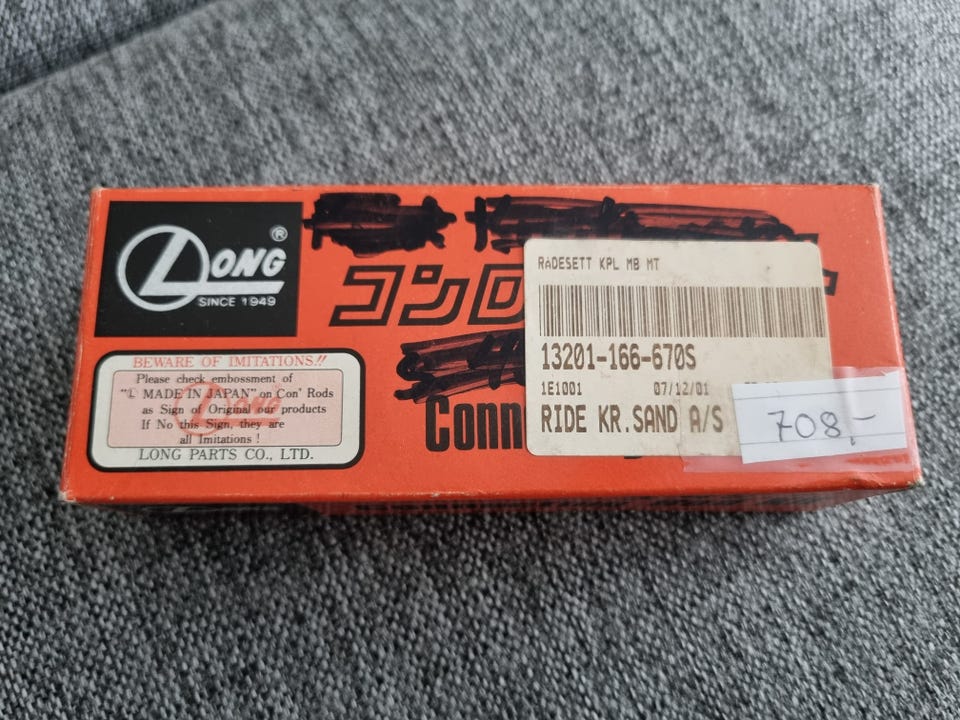 LONG®
SINCE 1949
コンロ
BEWARE OF IMITATIONS!!
Please check embossment of
"Ⓛ MADE IN JAPAN" on Con' Rods
as Sign of Original our products
If No this Sign, they are
all Imitations !
LONG PARTS CO., LTD.
LONG
Conn
RÅDESETT KPL MB MT
13201-166-670S
1E1001 07/12/01
RIDE KR.SAND A/S
708,-